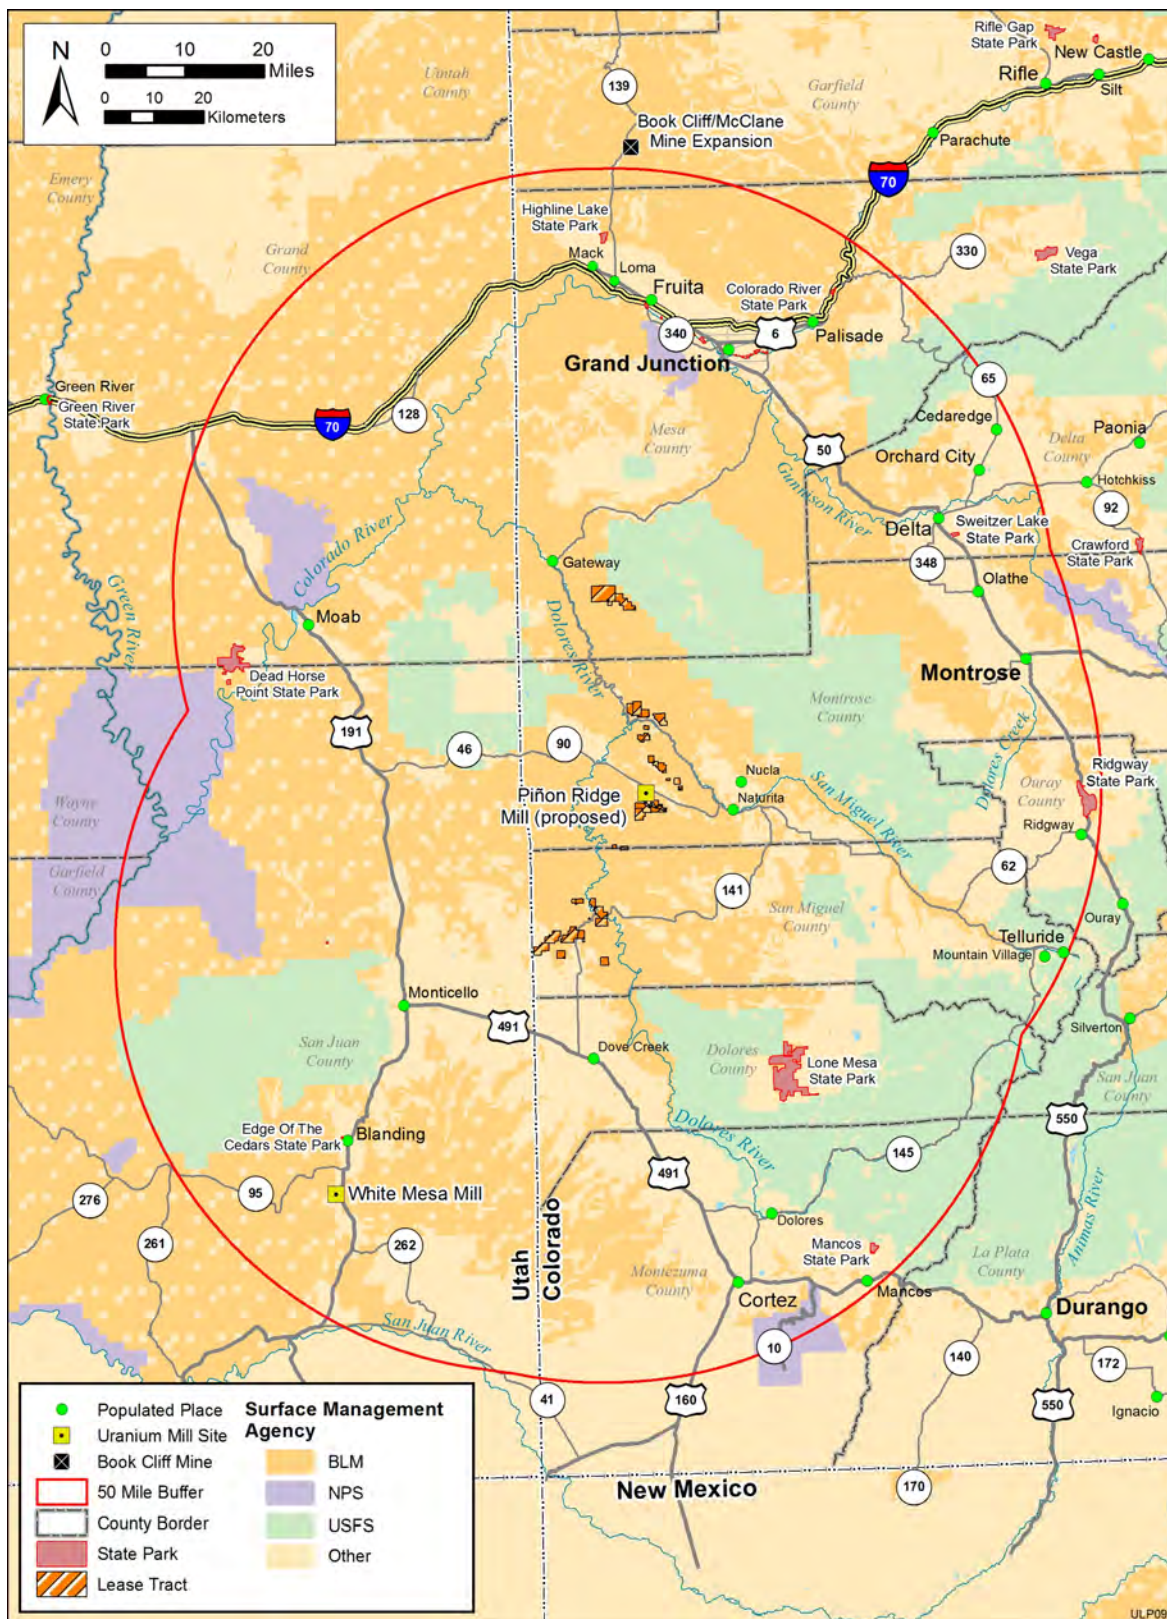 N
0 10 20
Miles
0 10 20
Kilometers
Uintah
County
139
Garfield
County
Rifle Gap
State Park
New Castle
Rifle
Silt
Book Cliff/McClane
Mine Expansion
Parachute
70
Emery
County
Grand
County
Highline Lake
State Park
Mack
Loma
Fruita
Colorado River
State Park
330
Vega
State Park
340
6
Palisade
Grand Junction
Green River
Green River
State Park
70
128
65
Cedaredge
Mesa
County
50
Orchard City
Delta
County
Paonia
Hotchkiss
92
Gunnison River
Delta
Sweitzer Lake
State Park
Crawford
State Park
348
Olathe
Colorado River
Gateway
Green River
Moab
Dolores River
Dead Horse
Point State Park
Montrose
Montrose
County
191
46
90
Nucla
Naturita
Piñon Ridge
Mill (proposed)
San Miguel River
Dolores Creek
Ouray
County
Ridgway
State Park
Ridgway
Wayne
County
Garfield
County
62
141
San Miguel
County
Ouray
Telluride
Mountain Village
Monticello
491
San Juan
County
Dove Creek
Dolores
County
Lone Mesa
State Park
Silverton
San Juan
County
550
Edge Of The
Cedars State Park
Blanding
Dolores River
145
491
276
95
White Mesa Mill
Utah
Colorado
Dolores
Animas River
261
262
Mancos
State Park
La Plata
County
Montezuma
County
Cortez
Mancos
Durango
San Juan River
10
140
172
41
160
550
Ignacio
New Mexico
170
Populated Place
Uranium Mill Site
Book Cliff Mine
50 Mile Buffer
County Border
State Park
Lease Tract
Surface Management
Agency
BLM
NPS
USFS
Other
ULP09